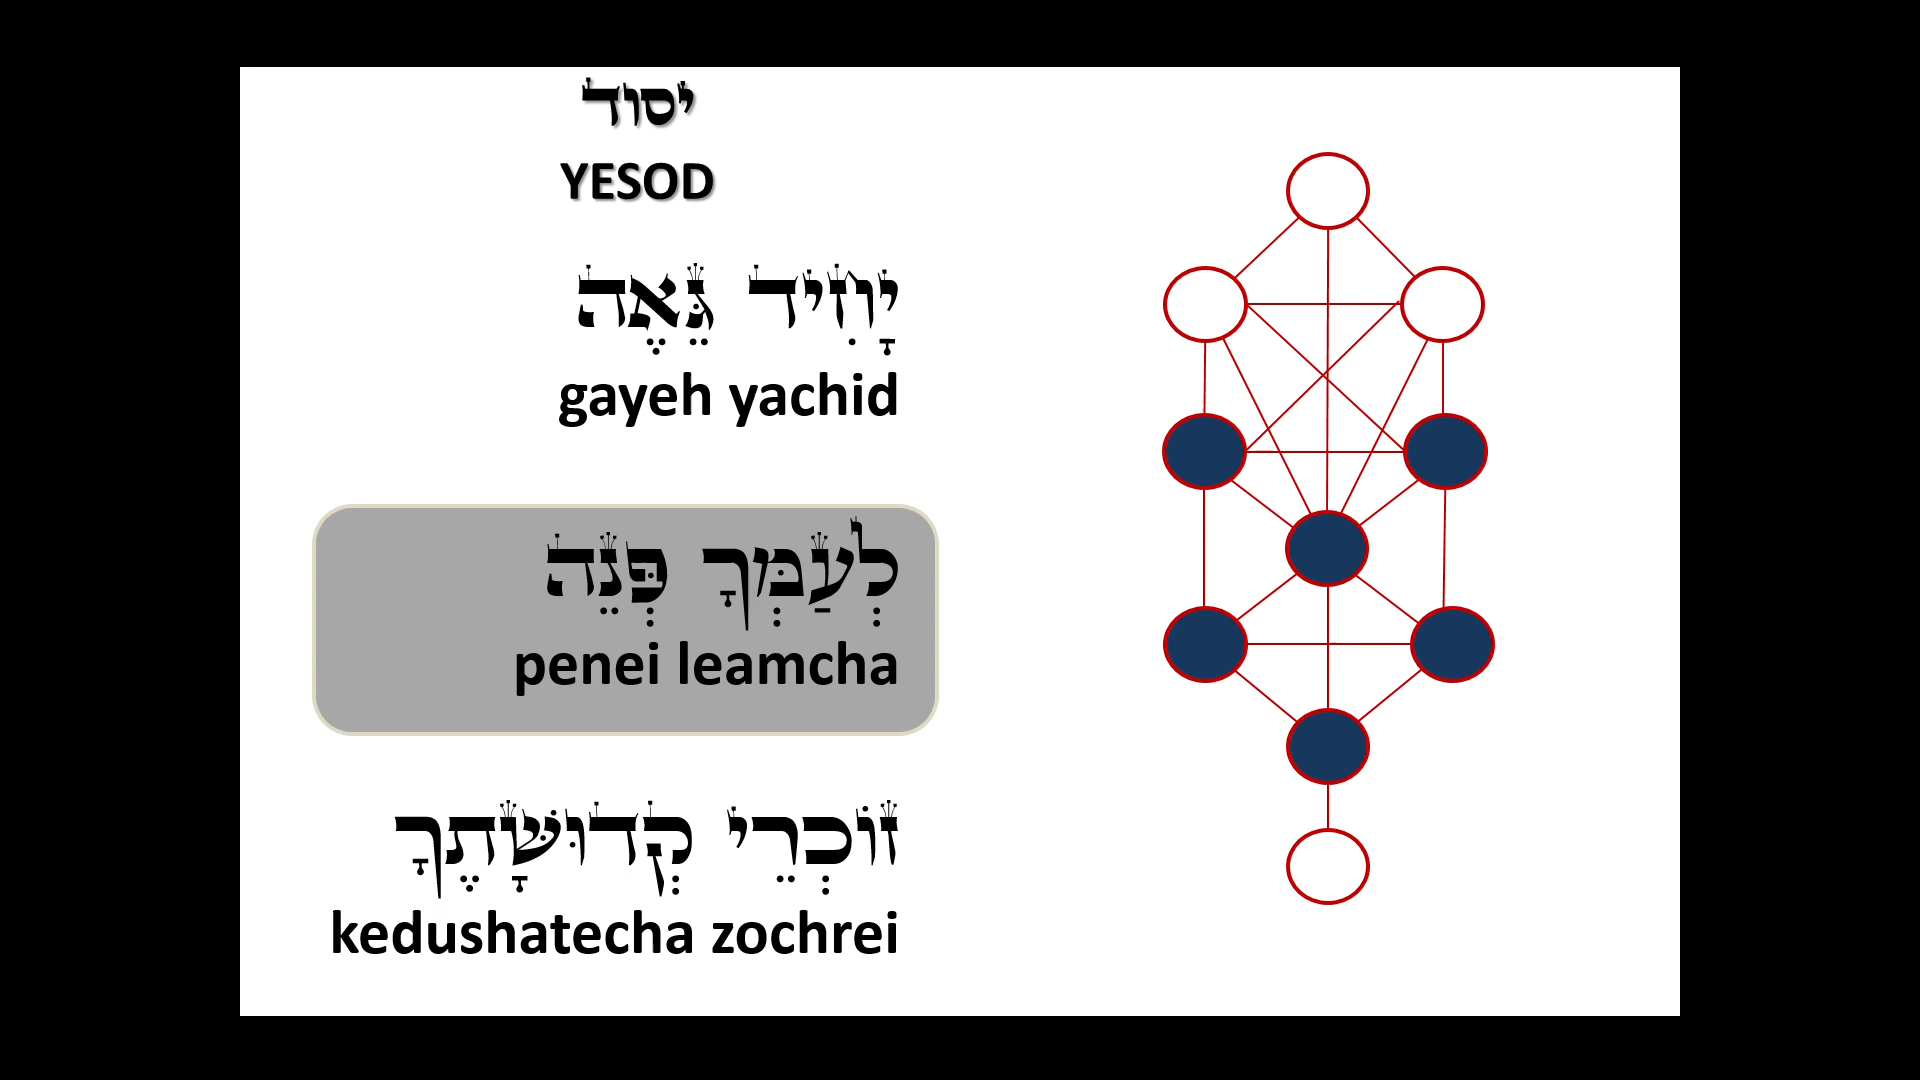 יסוד
YESOD
יָחִיד גֵּאֶה
gayeh yachid
לְעַמְּךָ פְּנֵה
penei leamcha
זוֹכְרֵי קְדוּשָּׁתֶךָ
kedushatecha zochrei